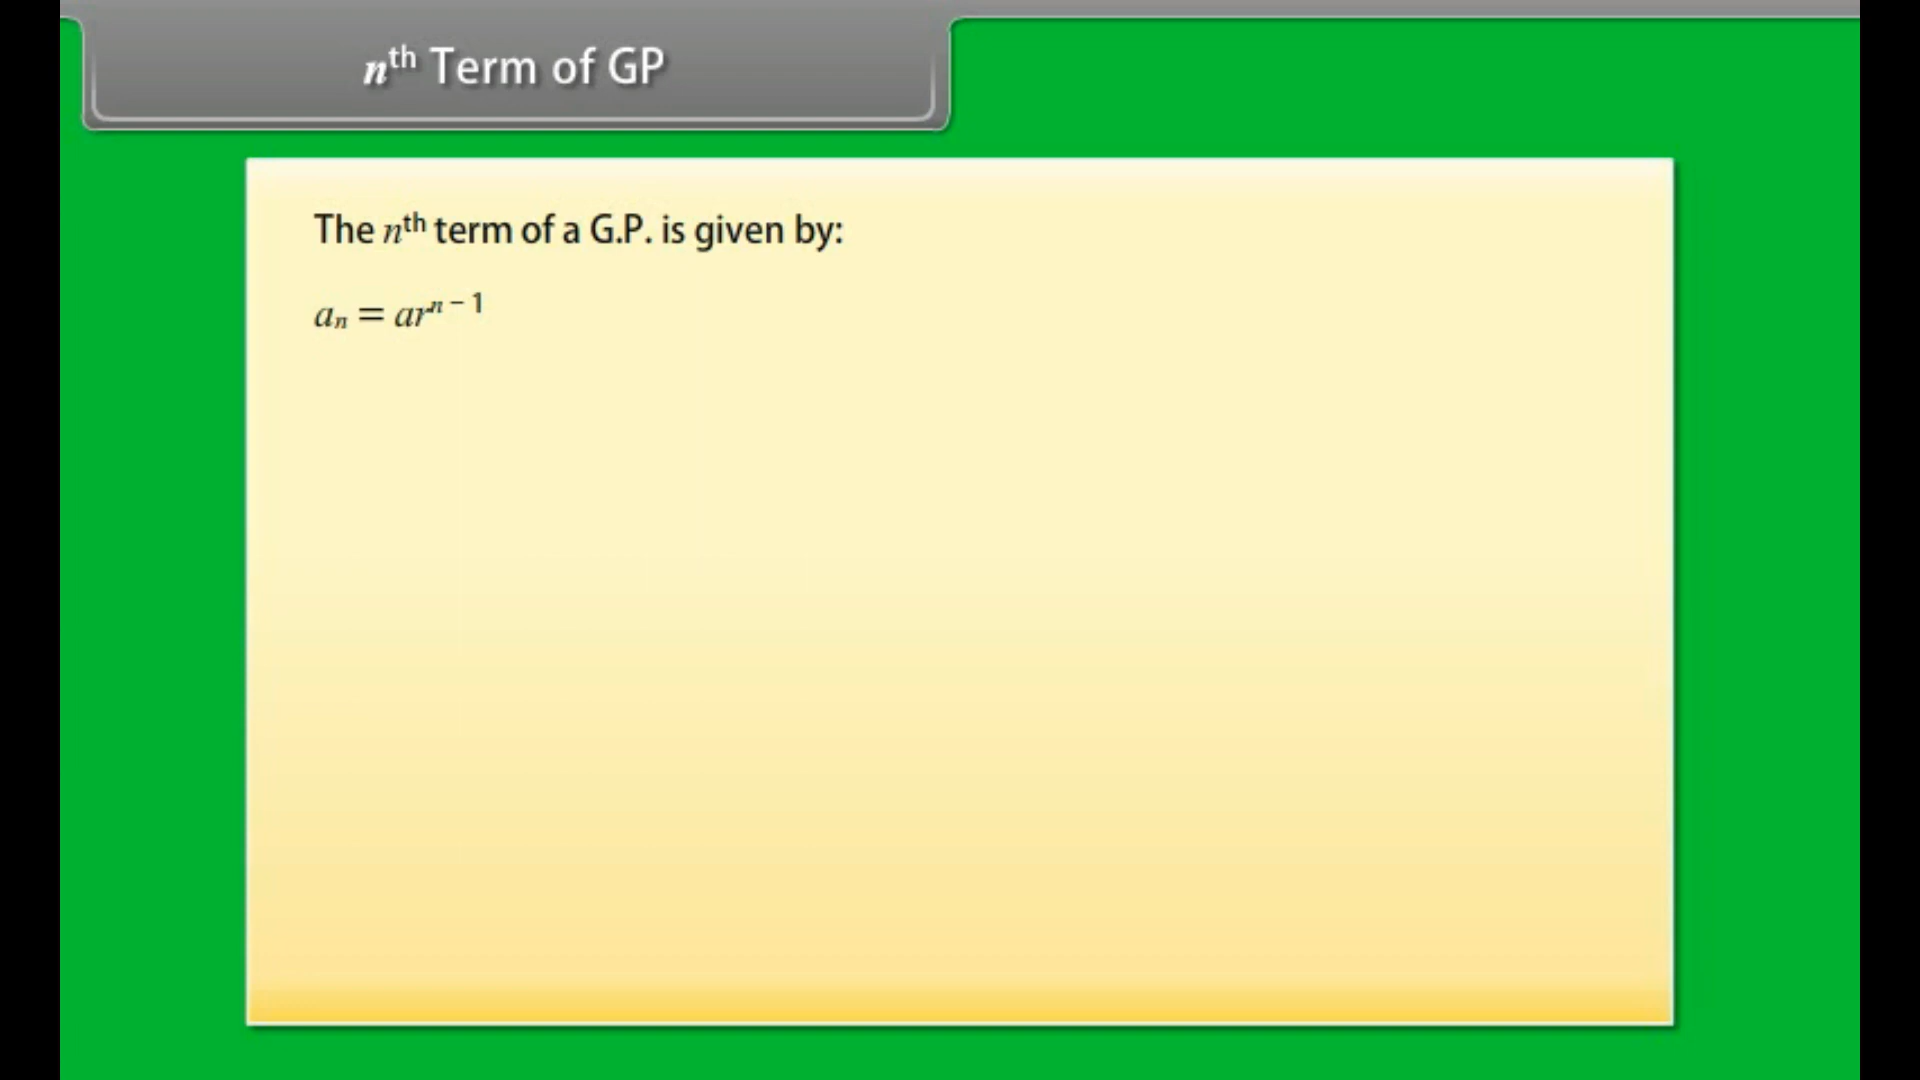 nᵗʰ Term of GP
The nᵗʰ term of a G.P. is given by:
aₙ = arⁿ⁻¹